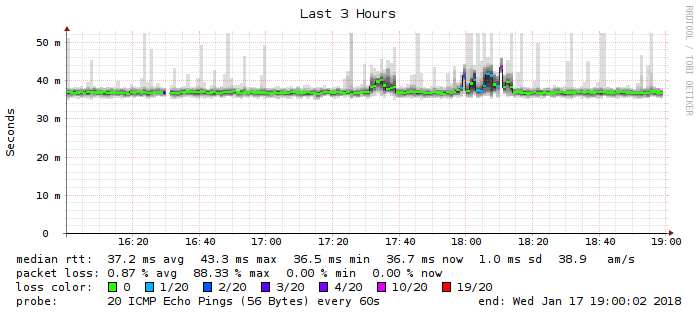 Last 3 Hours
RRDTOOL / TOBI OETIKER
Seconds
50 m
40 m
30 m
20 m
10 m
0
16:20 16:40 17:00 17:20 17:40 18:00 18:20 18:40 19:00
median rtt: 37.2 ms avg 43.3 ms max 36.5 ms min 36.7 ms now 1.0 ms sd 38.9 am/s
packet loss: 0.87 % avg 88.33 % max 0.00 % min 0.00 % now
loss color: 0 1/20 2/20 3/20 4/20 10/20 19/20
probe: 20 ICMP Echo Pings (56 Bytes) every 60s end: Wed Jan 17 19:00:02 2018